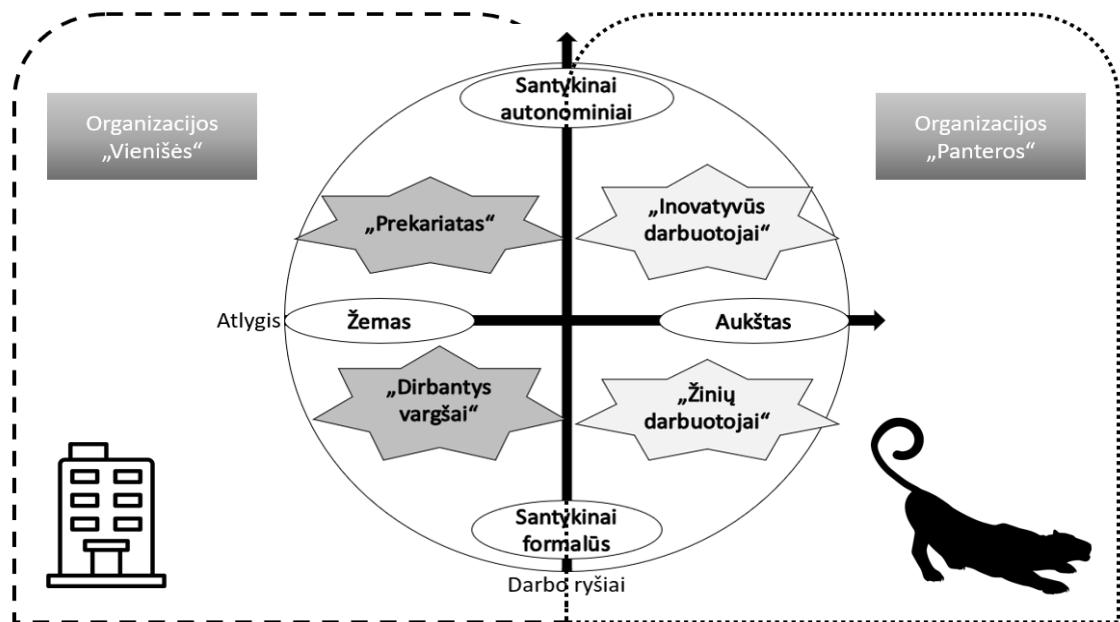 Santykinai
autonominiai
Organizacijos
„Vienišės“
Organizacijos
„Panteros“
„Prekariatas“
„Inovatyvūs
darbuotojai“
Atlygis
Žemas
Aukštas
„Dirbantys
vargšai“
„Žinių
darbuotojai“
Santykinai
formalūs
Darbo ryšiai